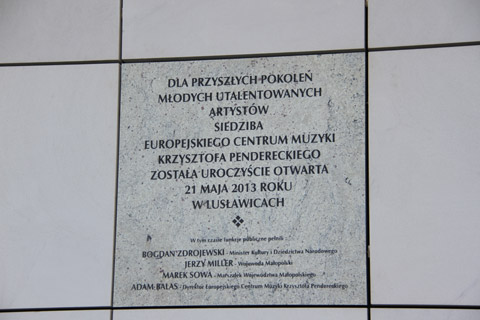 DLA PRZYSZŁYCH POKOLEŃ
MŁODYCH UTALENTOWANYCH
ARTYSTÓW
SIEDZIBA
EUROPEJSKIEGO CENTRUM MUZYKI
KRZYSZTOFA PENDERECKIEGO
ZOSTAŁA UROCZYŚCIE OTWARTA
21 MAJA 2013 ROKU
W LUSŁAWICACH
W tym czasie funkcje publiczne pełnili
BOGDAN ZDROJEWSKI - Minister Kultury i Dziedzictwa Narodowego
JERZY MILLER - Wojewoda Małopolski
MAREK SOWA - Marszałek Województwa Małopolskiego
ADAM BALAS - Dyrektor Europejskiego Centrum Muzyki Krzysztofa Pendereckiego